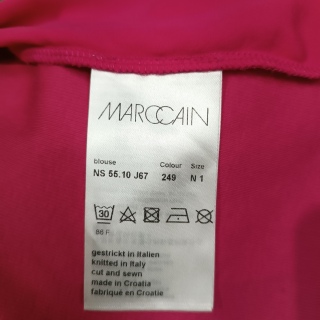 MARCCAIN
blouse Colour Size
NS 55.10 J67 249 N 1
30
86 F
gestrickt in Italien
knitted in Italy
cut and sewn
made in Croatia
fabriqué en Croatie